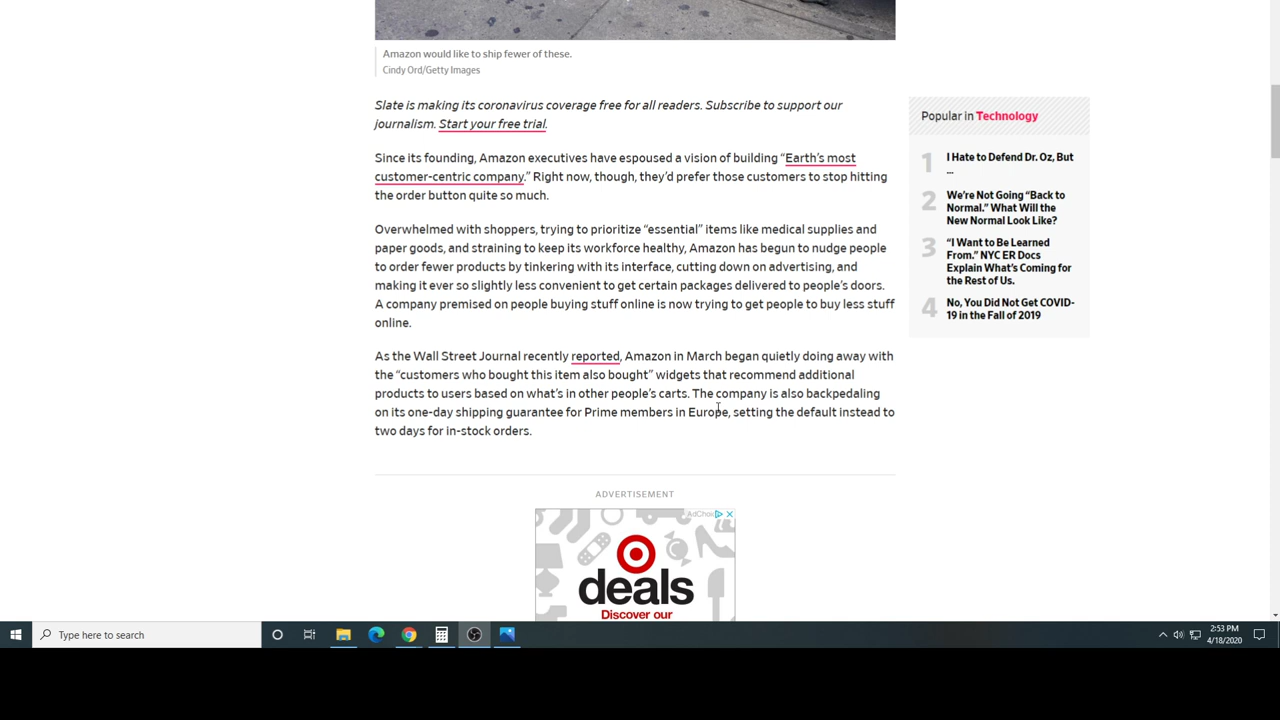 Amazon would like to ship fewer of these.
Cindy Ord/Getty Images
Slate is making its coronavirus coverage free for all readers. Subscribe to support our
journalism. Start your free trial.
Since its founding, Amazon executives have espoused a vision of building “Earth’s most
customer-centric company.” Right now, though, they’d prefer those customers to stop hitting
the order button quite so much.
Overwhelmed with shoppers, trying to prioritize “essential” items like medical supplies and
paper goods, and straining to keep its workforce healthy, Amazon has begun to nudge people
to order fewer products by tinkering with its interface, cutting down on advertising, and
making it ever so slightly less convenient to get certain packages delivered to people’s doors.
A company premised on people buying stuff online is now trying to get people to buy less stuff
online.
As the Wall Street Journal recently reported, Amazon in March began quietly doing away with
the “customers who bought this item also bought” widgets that recommend additional
products to users based on what’s in other people’s carts. The company is also backpedaling
on its one-day shipping guarantee for Prime members in Europe, setting the default instead to
two days for in-stock orders.
Popular in Technology
1 I Hate to Defend Dr. Oz, But
...
2 We’re Not Going “Back to
Normal.” What Will the
New Normal Look Like?
3 “I Want to Be Learned
From.” NYC ER Docs
Explain What’s Coming for
the Rest of Us.
4 No, You Did Not Get COVID-
19 in the Fall of 2019
ADVERTISEMENT
AdChoic
deals
Discover our
Type here to search
2:53 PM
4/18/2020